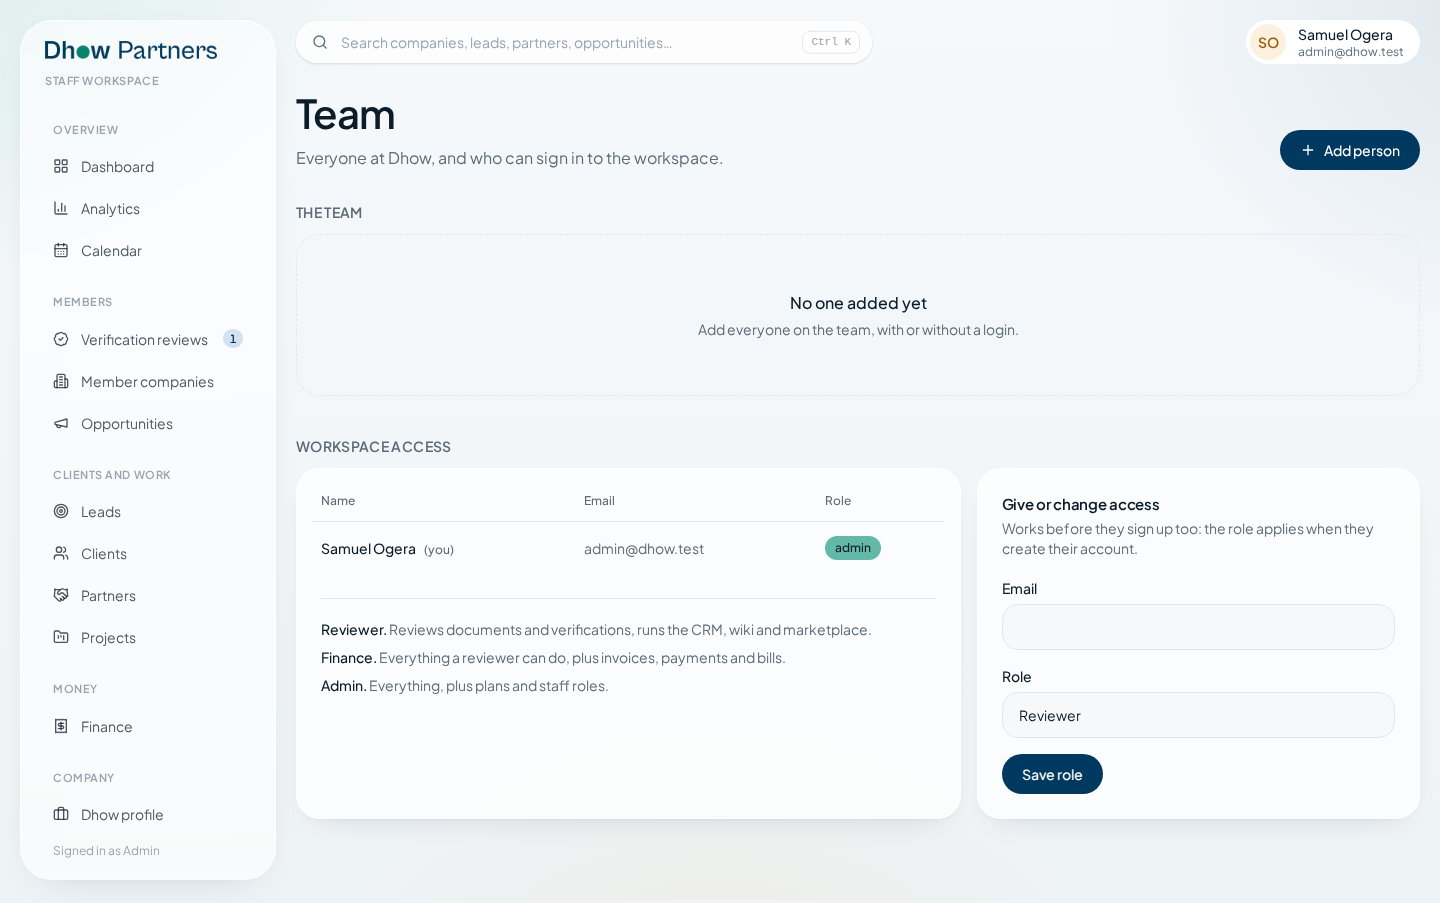 Dhow Partners
STAFF WORKSPACE
OVERVIEW
Dashboard
Analytics
Calendar
MEMBERS
Verification reviews 1
Member companies
Opportunities
CLIENTS AND WORK
Leads
Clients
Partners
Projects
MONEY
Finance
COMPANY
Dhow profile
Signed in as Admin
Search companies, leads, partners, opportunities... Ctrl K
SO
Samuel Ogera
admin@dhow.test
Team
Everyone at Dhow, and who can sign in to the workspace.
Add person
THE TEAM
No one added yet
Add everyone on the team, with or without a login.
WORKSPACE ACCESS
Name Email Role
Samuel Ogera (you) admin@dhow.test admin
Reviewer. Reviews documents and verifications, runs the CRM, wiki and marketplace.
Finance. Everything a reviewer can do, plus invoices, payments and bills.
Admin. Everything, plus plans and staff roles.
Give or change access
Works before they sign up too: the role applies when they
create their account.
Email
Role
Reviewer
Save role